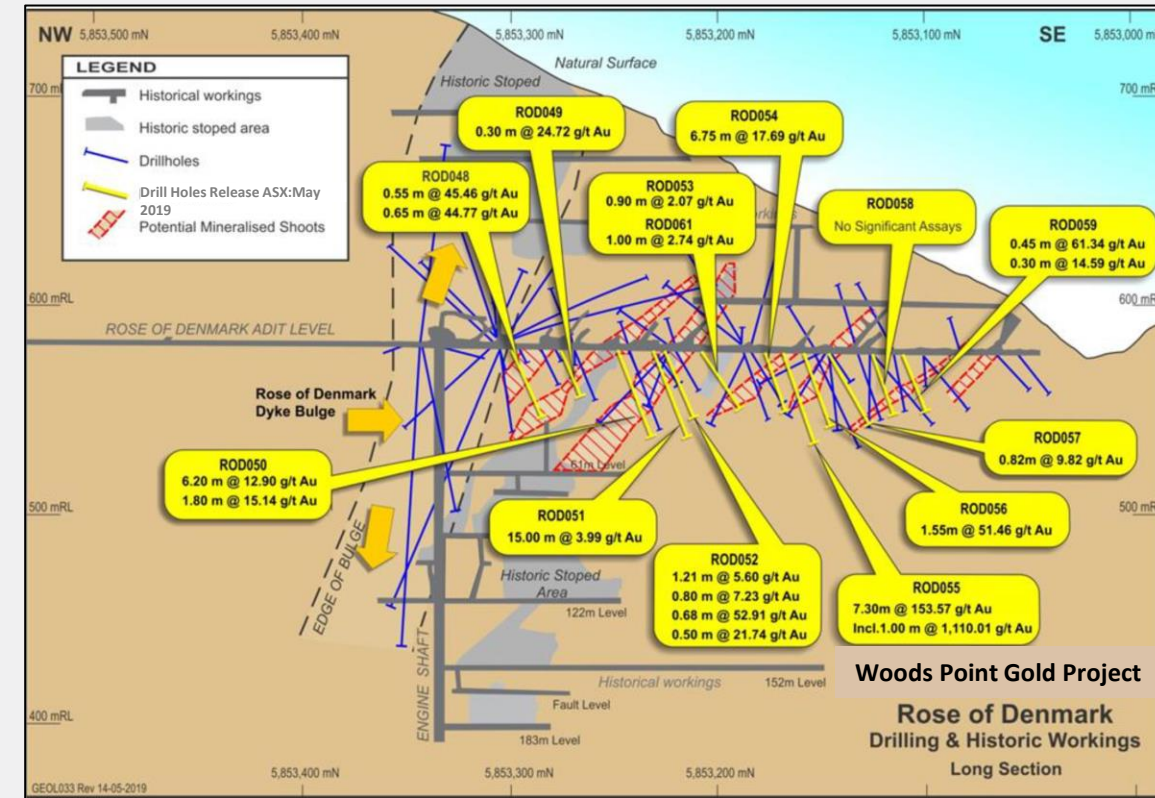 NW 5,853,500 mN 5,853,400 mN 5,853,300 mN 5,853,200 mN 5,853,100 mN SE 5,853,000 mN
LEGEND
Historical workings
Historic stoped area
Drillholes
Drill Holes Release ASX:May
2019
Potential Mineralised Shoots
700 mRL
Historic Stoped
Natural Surface
700 mRL
ROD049
0.30 m @ 24.72 g/t Au
ROD054
6.75 m @ 17.69 g/t Au
ROD048
0.55 m @ 45.46 g/t Au
0.65 m @ 44.77 g/t Au
ROD053
0.90 m @ 2.07 g/t Au
ROD061
1.00 m @ 2.74 g/t Au
ROD058
No Significant Assays
ROD059
0.45 m @ 61.34 g/t Au
0.30 m @ 14.59 g/t Au
600 mRL
600 mRL
ROSE OF DENMARK ADIT LEVEL
Rose of Denmark
Dyke Bulge
ROD050
6.20 m @ 12.90 g/t Au
1.80 m @ 15.14 g/t Au
61m Level
ROD057
0.82m @ 9.82 g/t Au
500 mRL
500 mRL
ROD051
15.00 m @ 3.99 g/t Au
ROD056
1.55m @ 51.46 g/t Au
ROD052
1.21 m @ 5.60 g/t Au
0.80 m @ 7.23 g/t Au
0.68 m @ 52.91 g/t Au
0.50 m @ 21.74 g/t Au
ROD055
7.30m @ 153.57 g/t Au
Incl.1.00 m @ 1,110.01 g/t Au
EDGE OF BULGE
Historic Stoped
Area
122m Level
ENGINE SHAFT
Historical workings
152m Level
Fault Level
183m Level
400 mRL
Woods Point Gold Project
Rose of Denmark
Drilling & Historic Workings
Long Section
5,853,400 mN 5,853,300 mN 5,853,200 mN
GEOL033 Rev 14-05-2019